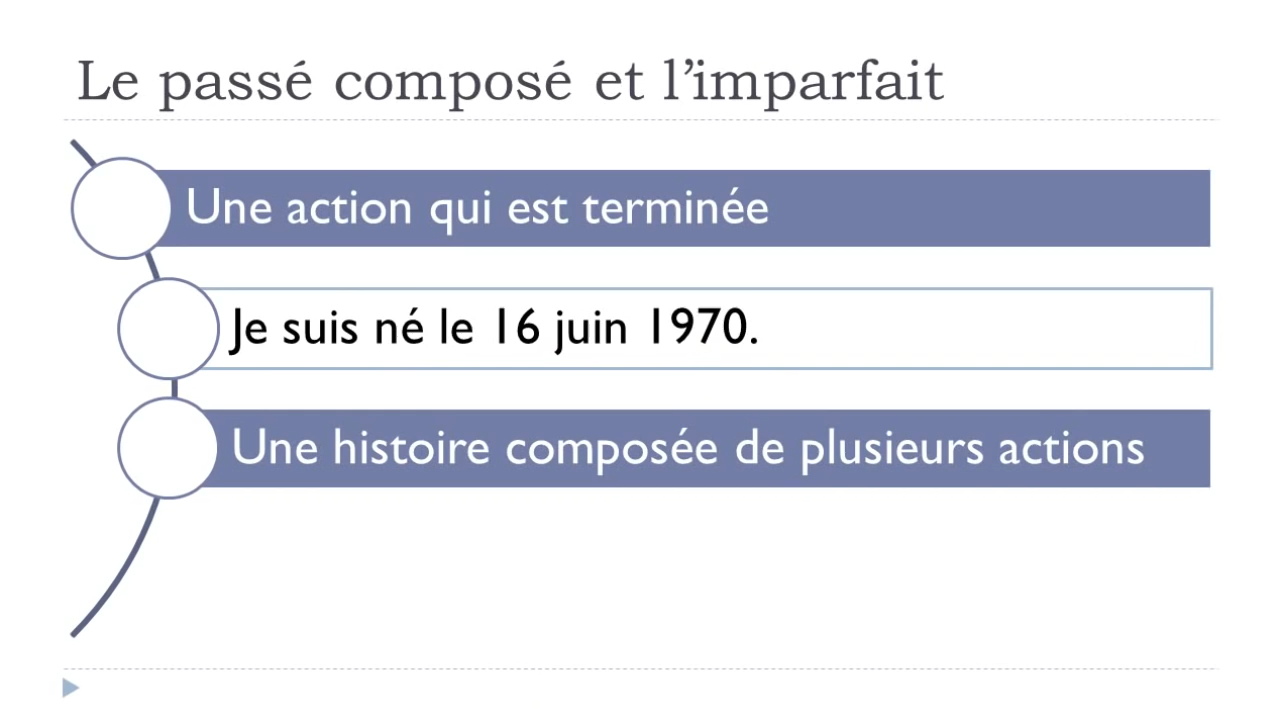 Le passé composé et l’imparfait
Une action qui est terminée
Je suis né le 16 juin 1970.
Une histoire composée de plusieurs actions